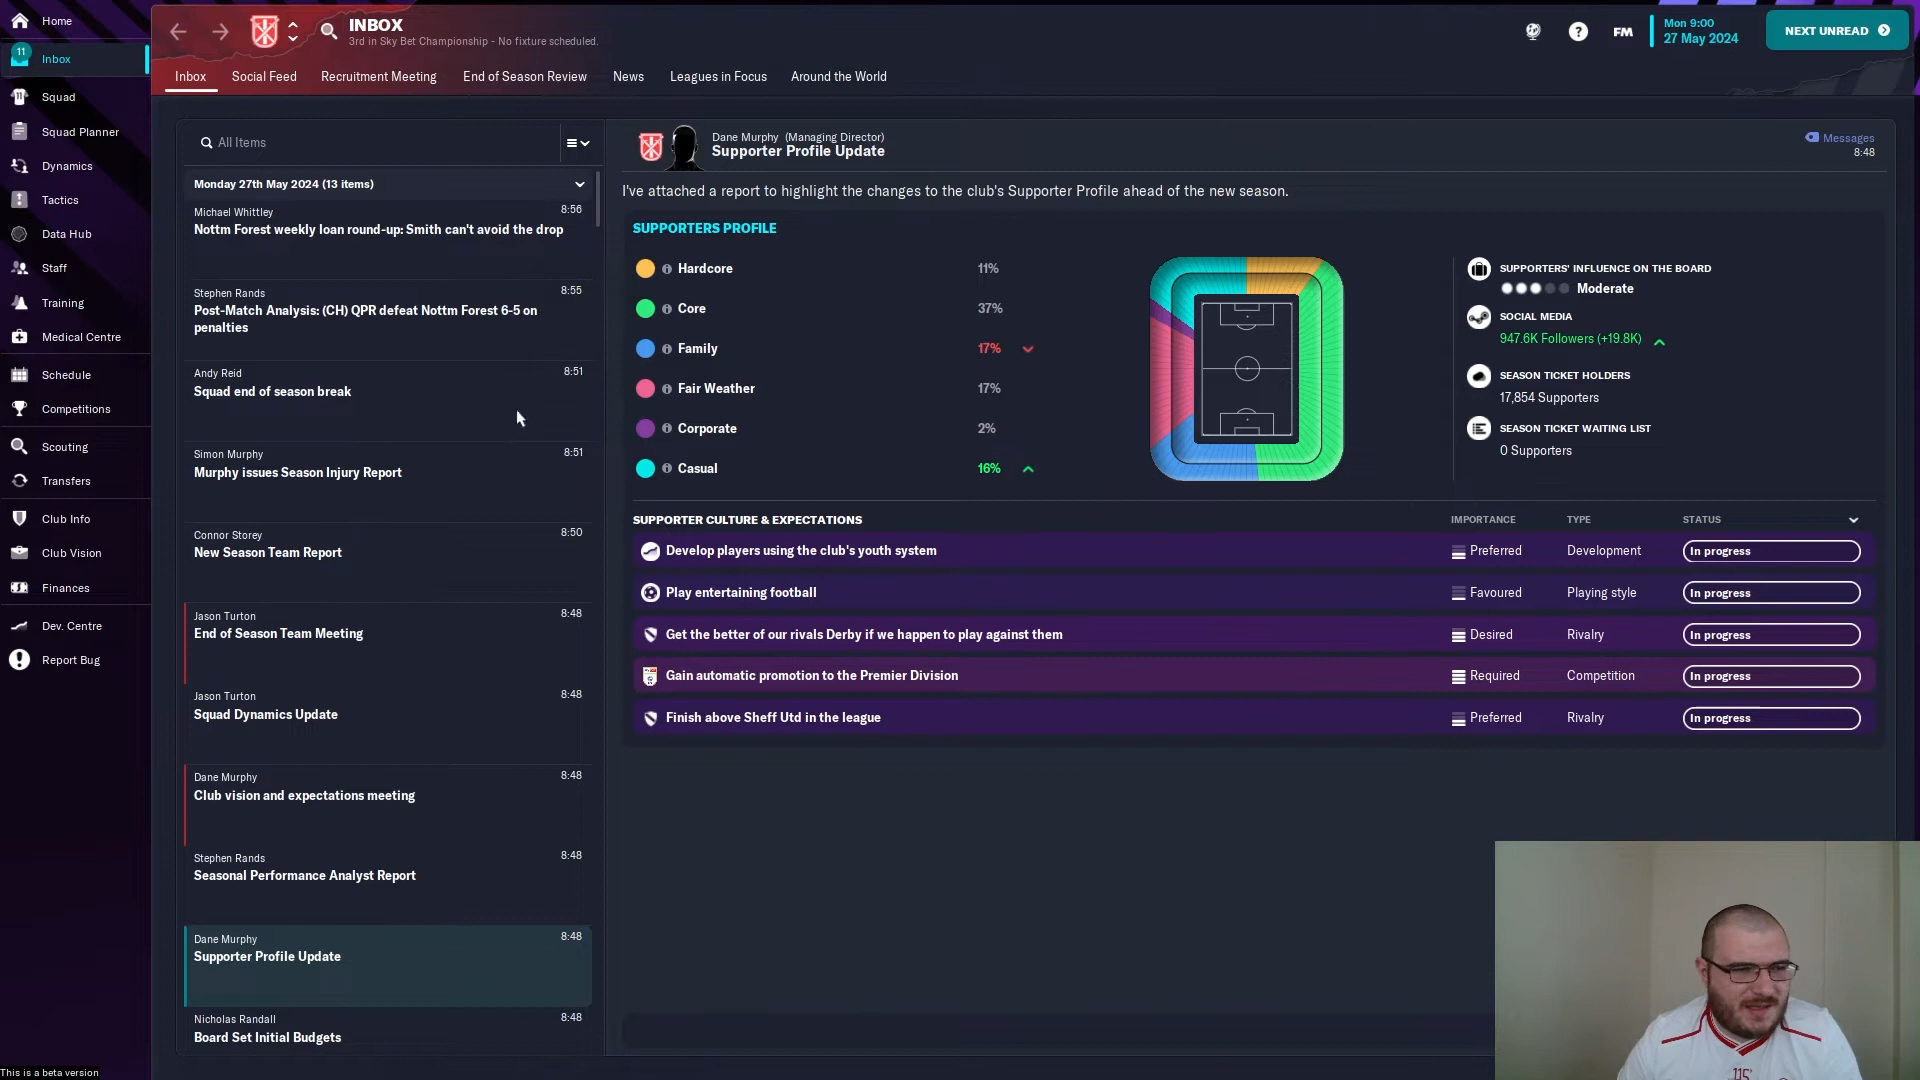 Home
11
Inbox
Squad
Squad Planner
Dynamics
Tactics
Data Hub
Staff
Training
Medical Centre
Schedule
Competitions
Scouting
Transfers
Club Info
Club Vision
Finances
Dev. Centre
Report Bug
This is a beta version
INBOX
3rd in Sky Bet Championship - No fixture scheduled.
FM
Mon 9:00
27 May 2024
NEXT UNREAD
Inbox Social Feed Recruitment Meeting End of Season Review News Leagues in Focus Around the World
All Items
Monday 27th May 2024 (13 items)
Michael Whittley 8:56
Nottm Forest weekly loan round-up: Smith can't avoid the drop
Stephen Rands 8:55
Post-Match Analysis: (CH) QPR defeat Nottm Forest 6-5 on
penalties
Andy Reid 8:51
Squad end of season break
Simon Murphy 8:51
Murphy issues Season Injury Report
Connor Storey 8:50
New Season Team Report
Jason Turton 8:48
End of Season Team Meeting
Jason Turton 8:48
Squad Dynamics Update
Dane Murphy 8:48
Club vision and expectations meeting
Stephen Rands 8:48
Seasonal Performance Analyst Report
Dane Murphy 8:48
Supporter Profile Update
Nicholas Randall 8:48
Board Set Initial Budgets
Dane Murphy (Managing Director)
Supporter Profile Update
Messages
8:48
I've attached a report to highlight the changes to the club's Supporter Profile ahead of the new season.
SUPPORTERS PROFILE
Hardcore 11%
Core 37%
Family 17%
Fair Weather 17%
Corporate 2%
Casual 16%
SUPPORTERS' INFLUENCE ON THE BOARD
Moderate
SOCIAL MEDIA
947.6K Followers (+19.8K)
SEASON TICKET HOLDERS
17,854 Supporters
SEASON TICKET WAITING LIST
0 Supporters
SUPPORTER CULTURE & EXPECTATIONS IMPORTANCE TYPE STATUS
Develop players using the club's youth system Preferred Development In progress
Play entertaining football Favoured Playing style In progress
Get the better of our rivals Derby if we happen to play against them Desired Rivalry In progress
Gain automatic promotion to the Premier Division Required Competition In progress
Finish above Sheff Utd in the league Preferred Rivalry In progress